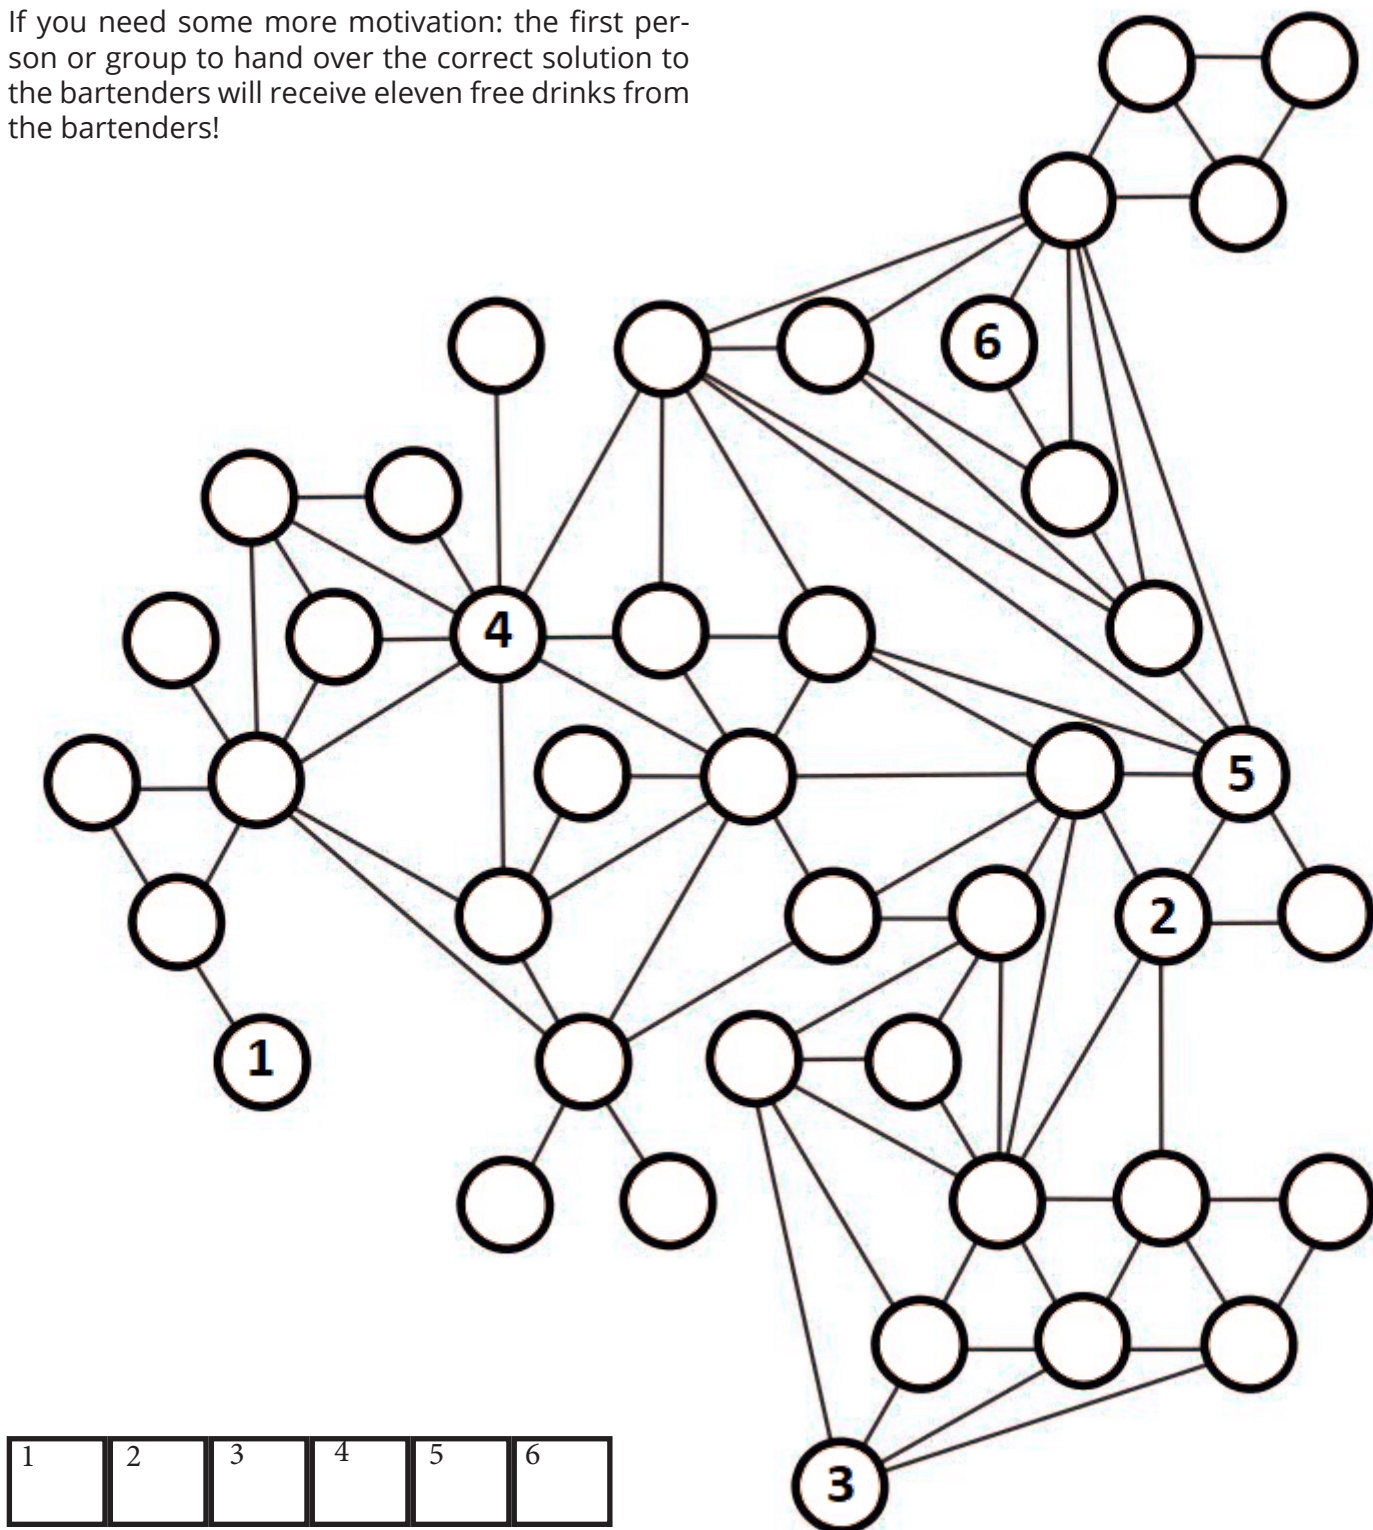 If you need some more motivation: the first per-
son or group to hand over the correct solution to
the bartenders will receive eleven free drinks from
the bartenders!
6
4
5
2
1
3
1 2 3 4 5 6